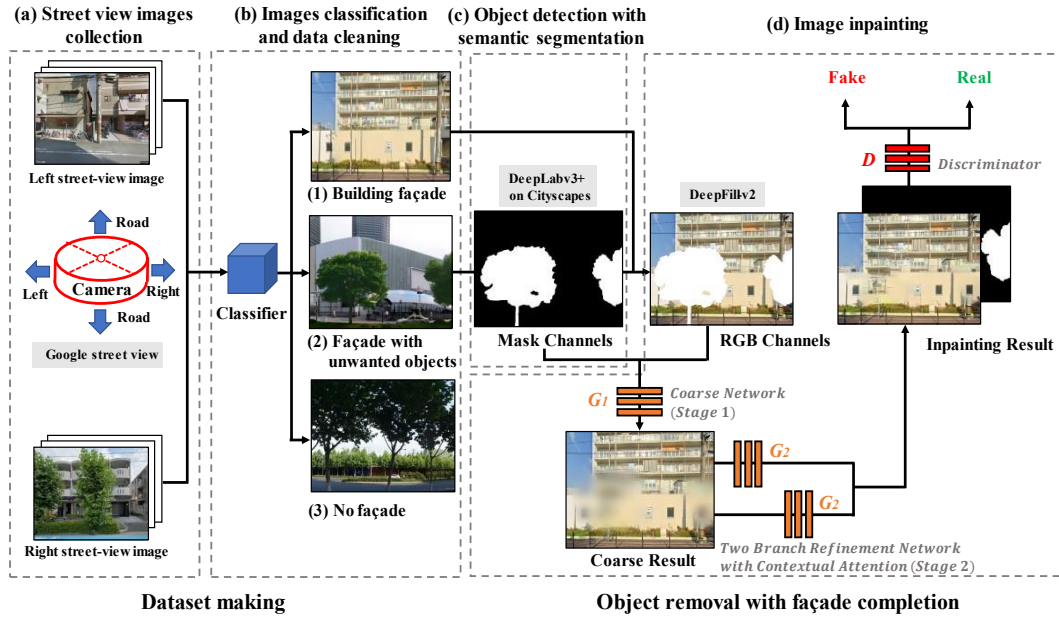 (a) Street view images
collection
(b) Images classification
and data cleaning
(c) Object detection with
semantic segmentation
(d) Image inpainting
Left street-view image
Road
Left
Camera
Right
Road
Google street view
Right street-view image
Classifier
(1) Building façade
(2) Façade with
unwanted objects
(3) No façade
DeepLabv3+
on Cityscapes
Mask Channels
DeepFill-v2
RGB Channels
Fake
Real
D
Discriminator
Inpainting Result
G1
Coarse Network
(Stage 1)
G2
G2
Coarse Result
Two Branch Refinement Network
with Contextual Attention (Stage 2)
Dataset making
Object removal with façade completion